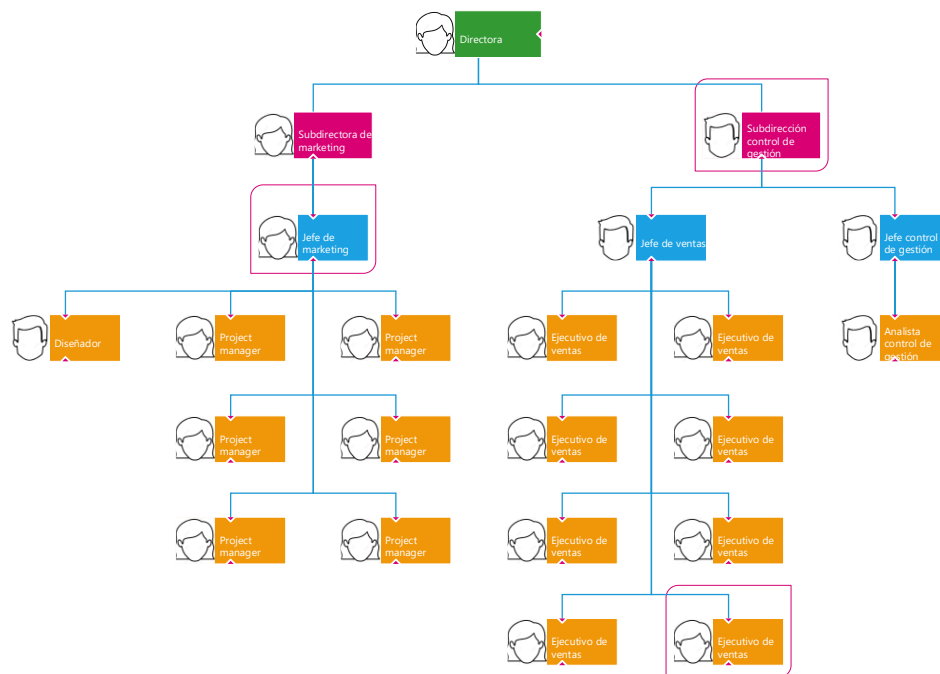 Directora
Subdirectora de
marketing
Subdirección
control de
gestión
Jefe de
marketing
Jefe de ventas
Jefe control
de gestión
Diseñador
Project
manager
Project
manager
Ejecutivo de
ventas
Ejecutivo de
ventas
Analista
control de
gestión
Project
manager
Project
manager
Ejecutivo de
ventas
Ejecutivo de
ventas
Project
manager
Project
manager
Ejecutivo de
ventas
Ejecutivo de
ventas
Ejecutivo de
ventas
Ejecutivo de
ventas